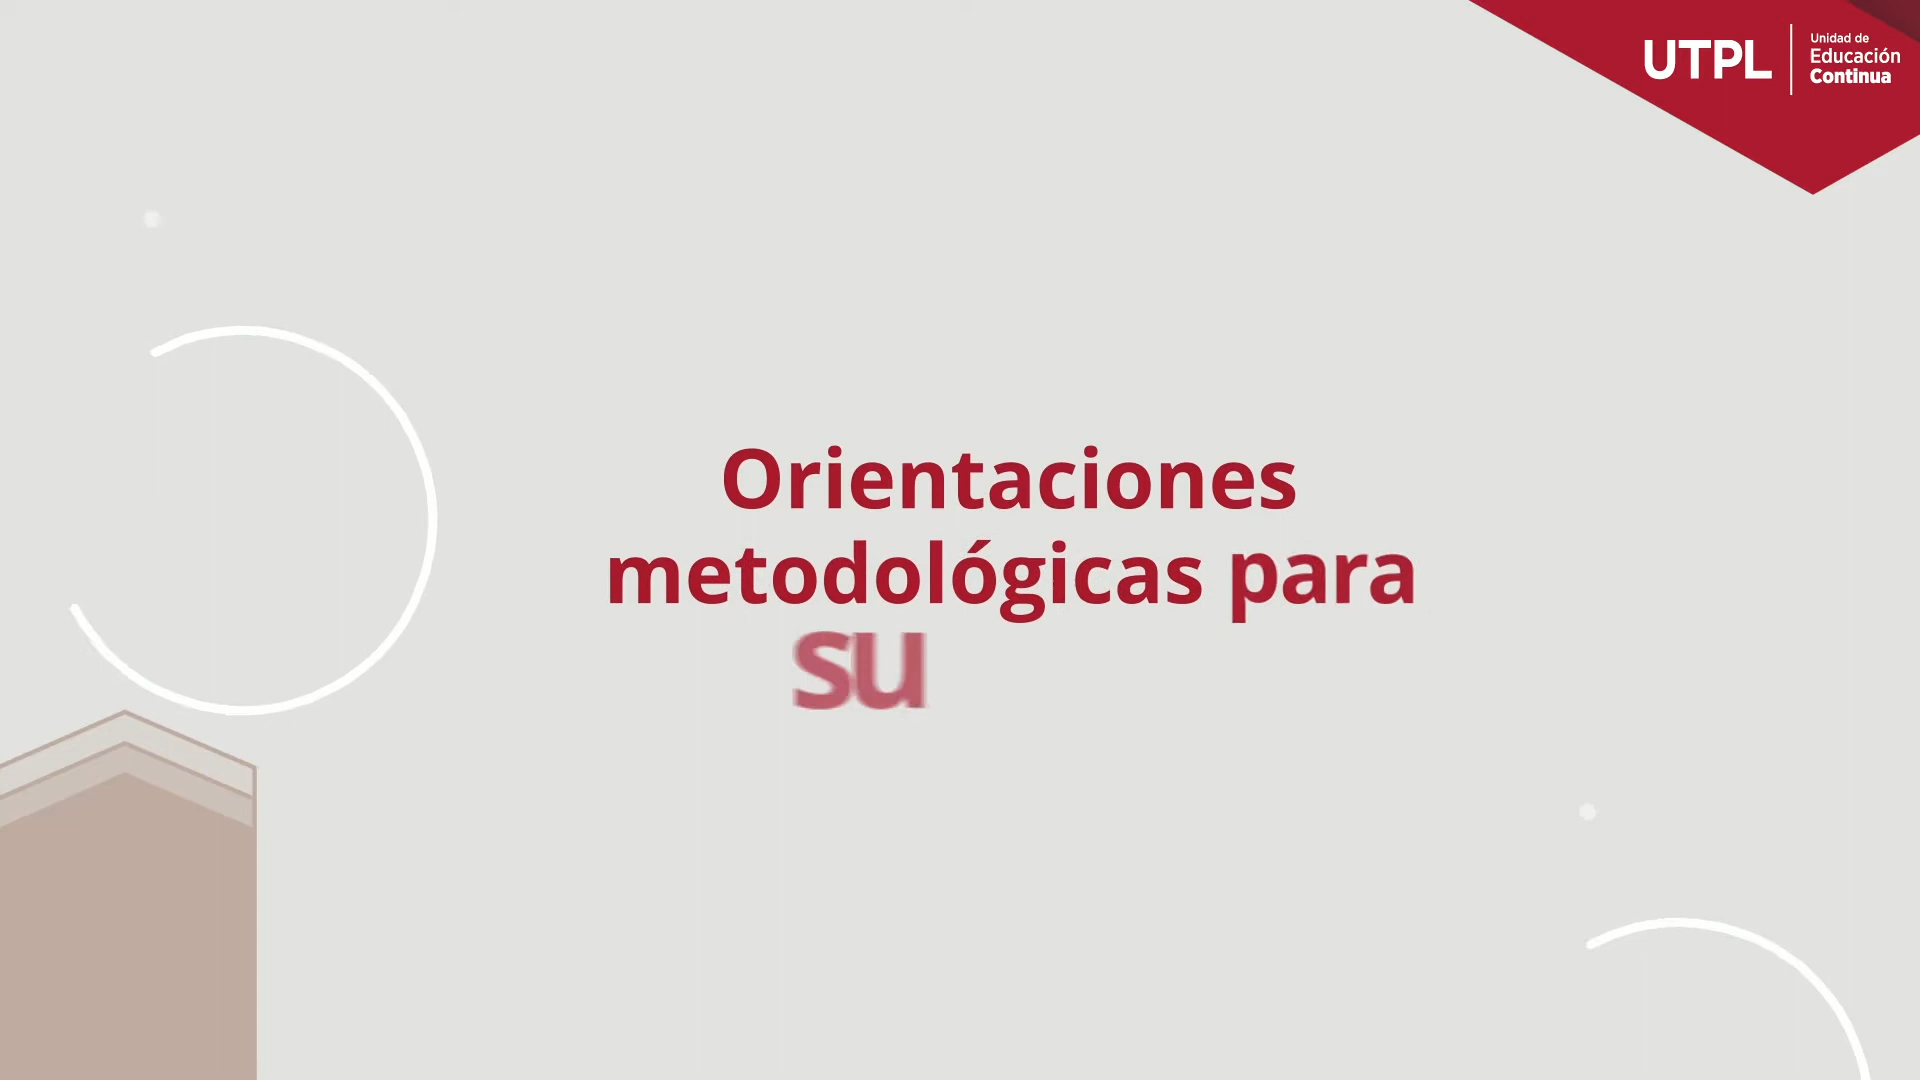 UTPL
Unidad de
Educación
Continua
Orientaciones
metodológicas para
su